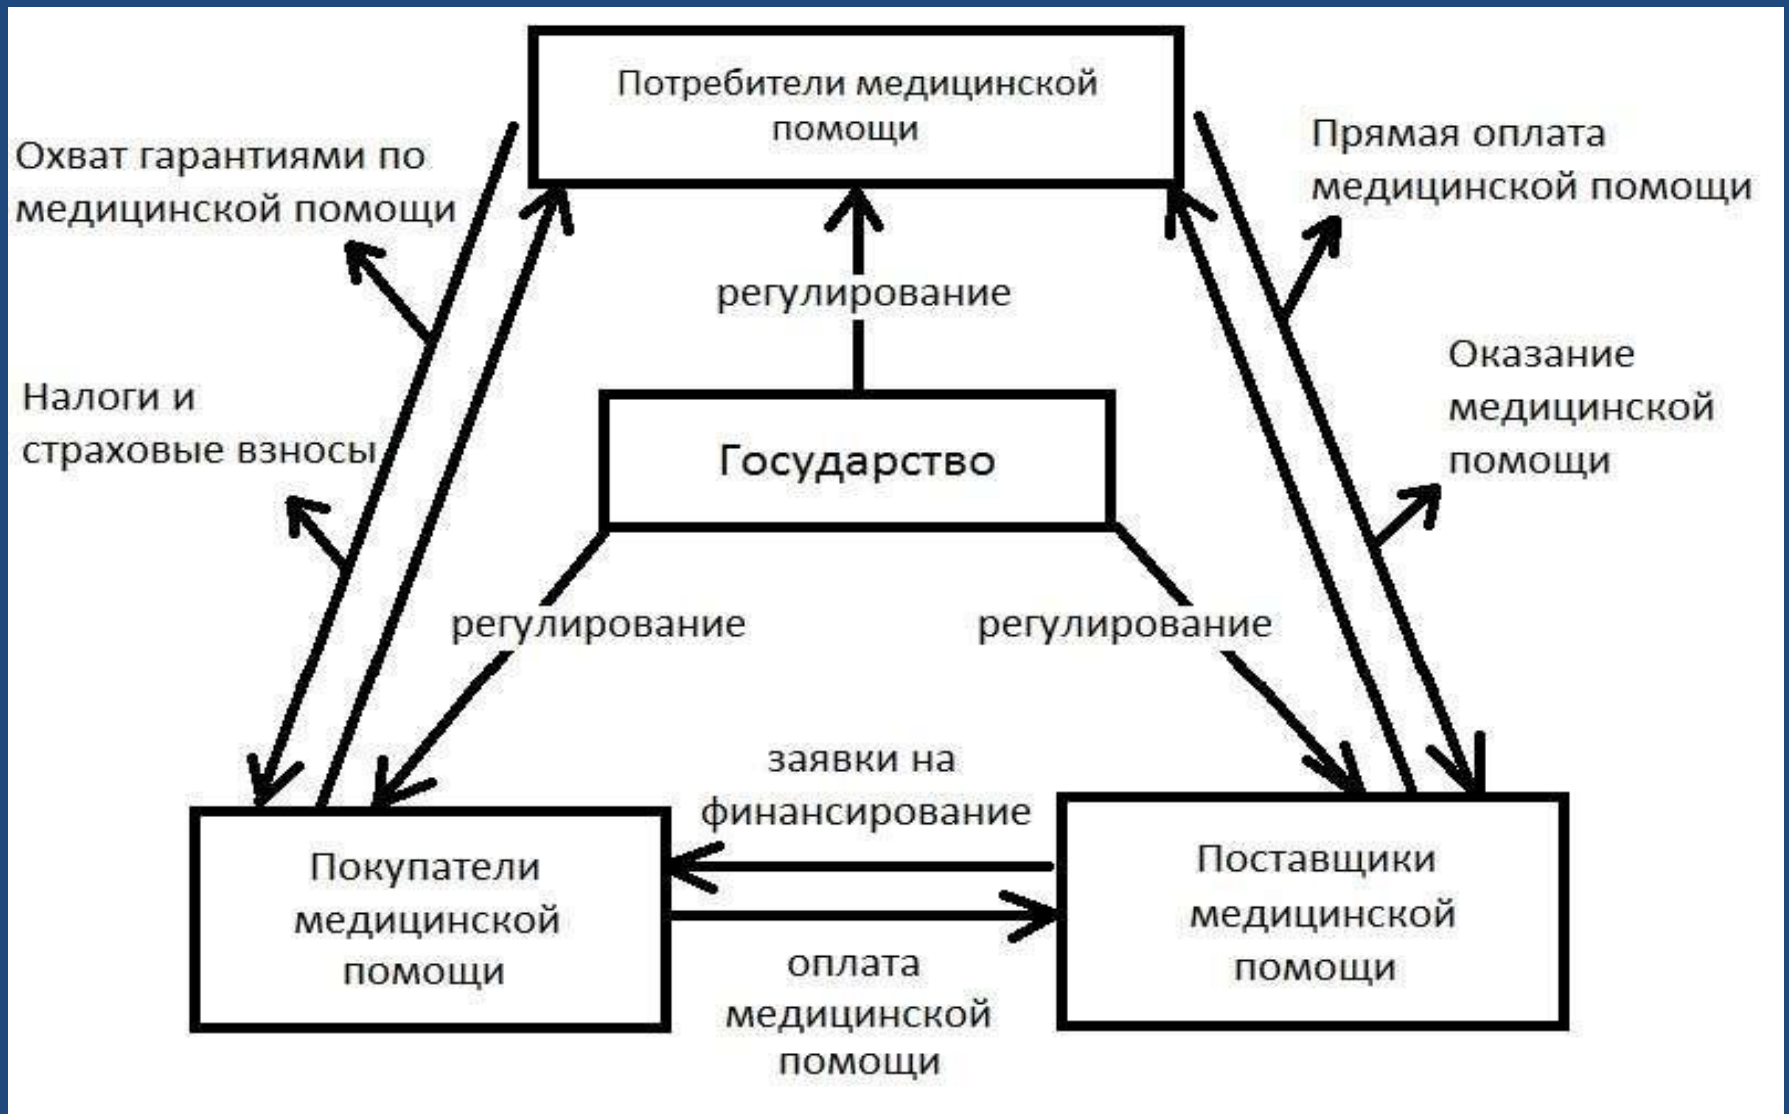 Потребители медицинской
помощи
Охват гарантиями по
медицинской помощи
Прямая оплата
медицинской помощи
регулирование
Налоги и
страховые взносы
Оказание
медицинской
помощи
Государство
регулирование
регулирование
заявки на
финансирование
Покупатели
медицинской
помощи
Поставщики
медицинской
помощи
оплата
медицинской
помощи